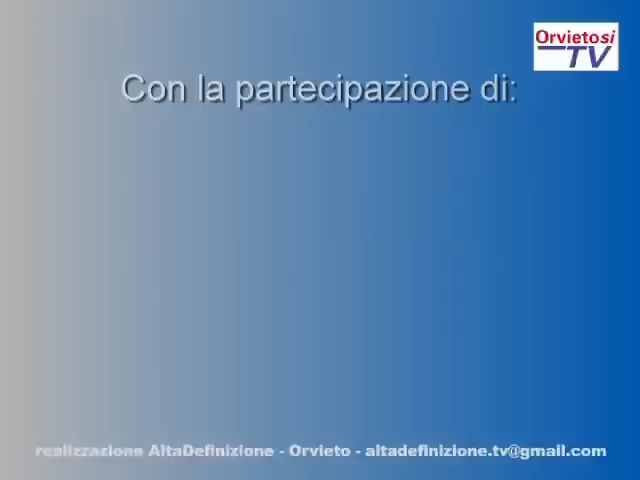 Orvietosi
TV
Con la partecipazione di:
realizzazione AltaDefinizione - Orvieto - altadefinizione.tv@gmail.com